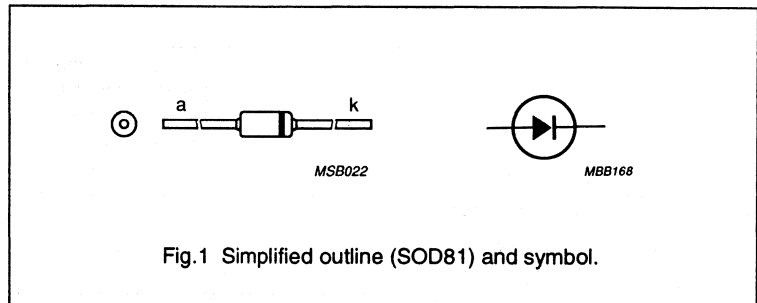 a
k
MSB022
MBB168
Fig.1 Simplified outline (SOD81) and symbol.